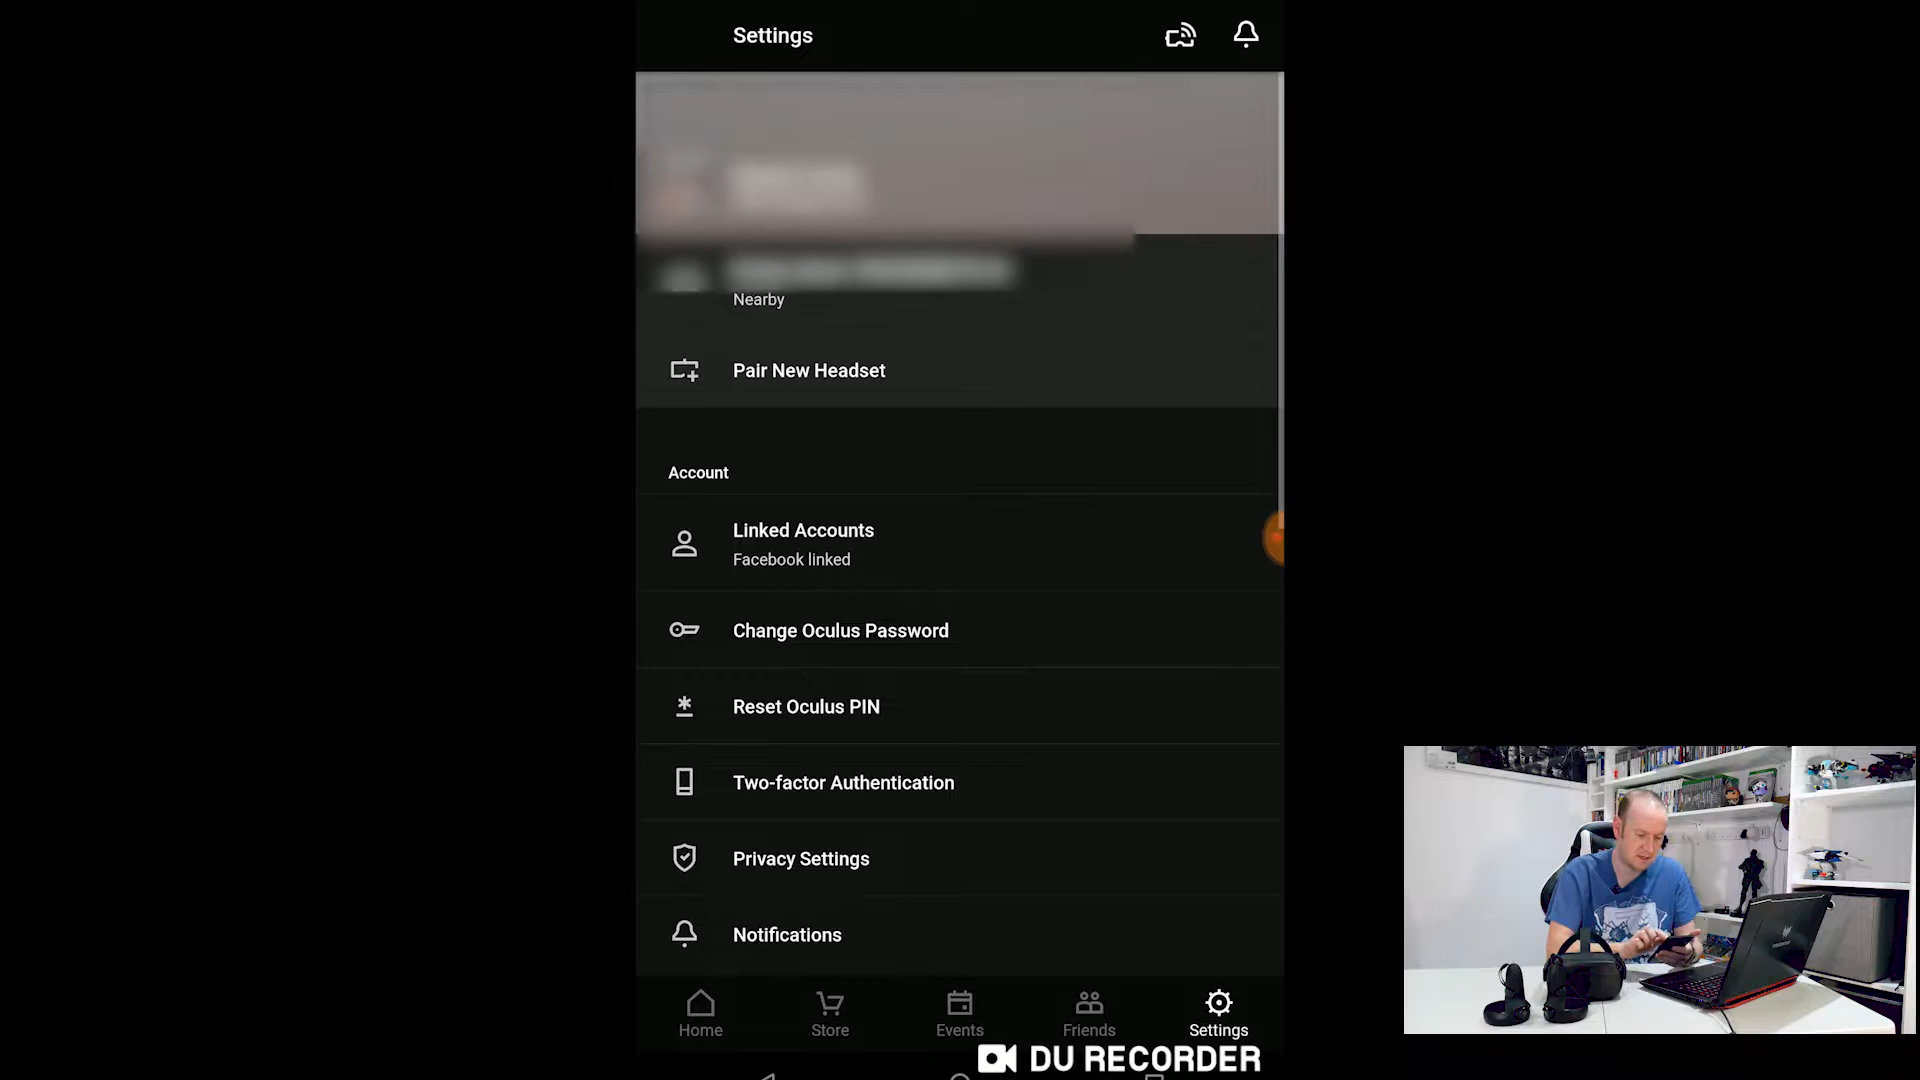 Settings
Nearby
Pair New Headset
Account
Linked Accounts
Facebook linked
Change Oculus Password
Reset Oculus PIN
Two-factor Authentication
Privacy Settings
Notifications
Home
Store
Events
Friends
Settings
DU RECORDER